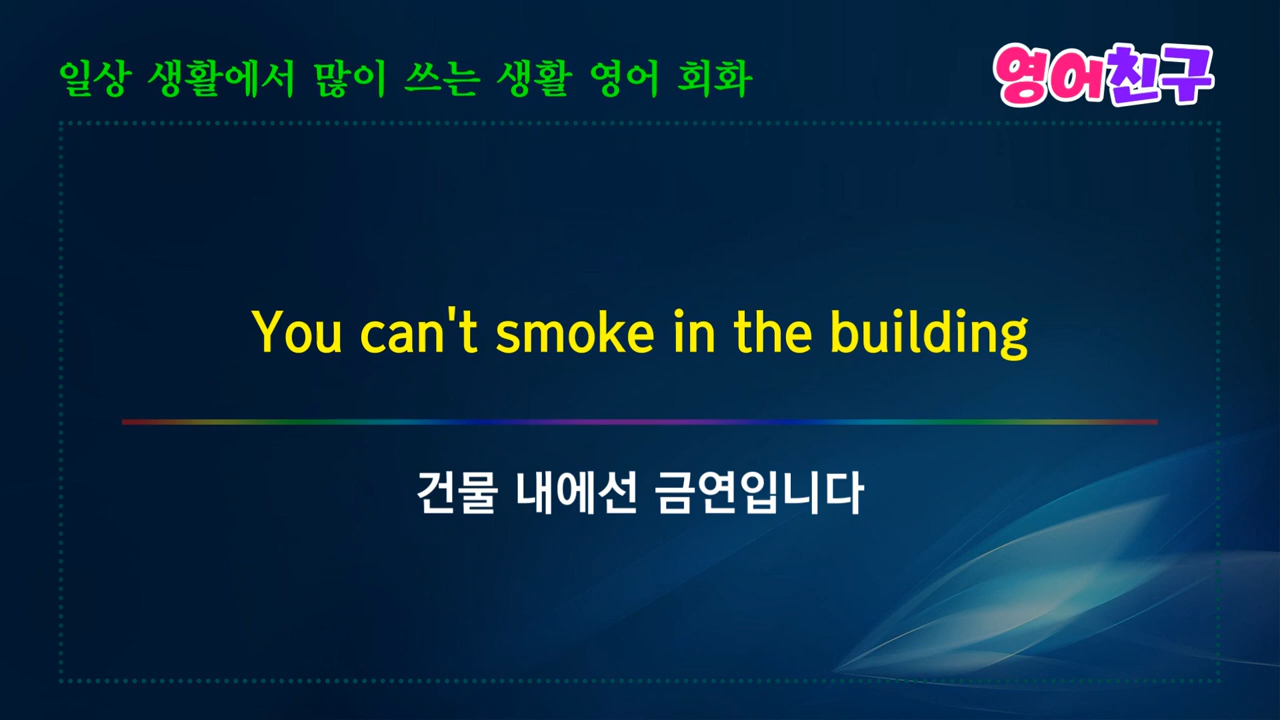 일상 생활에서 많이 쓰는 생활 영어 회화
영어친구
You can't smoke in the building
건물 내에선 금연입니다